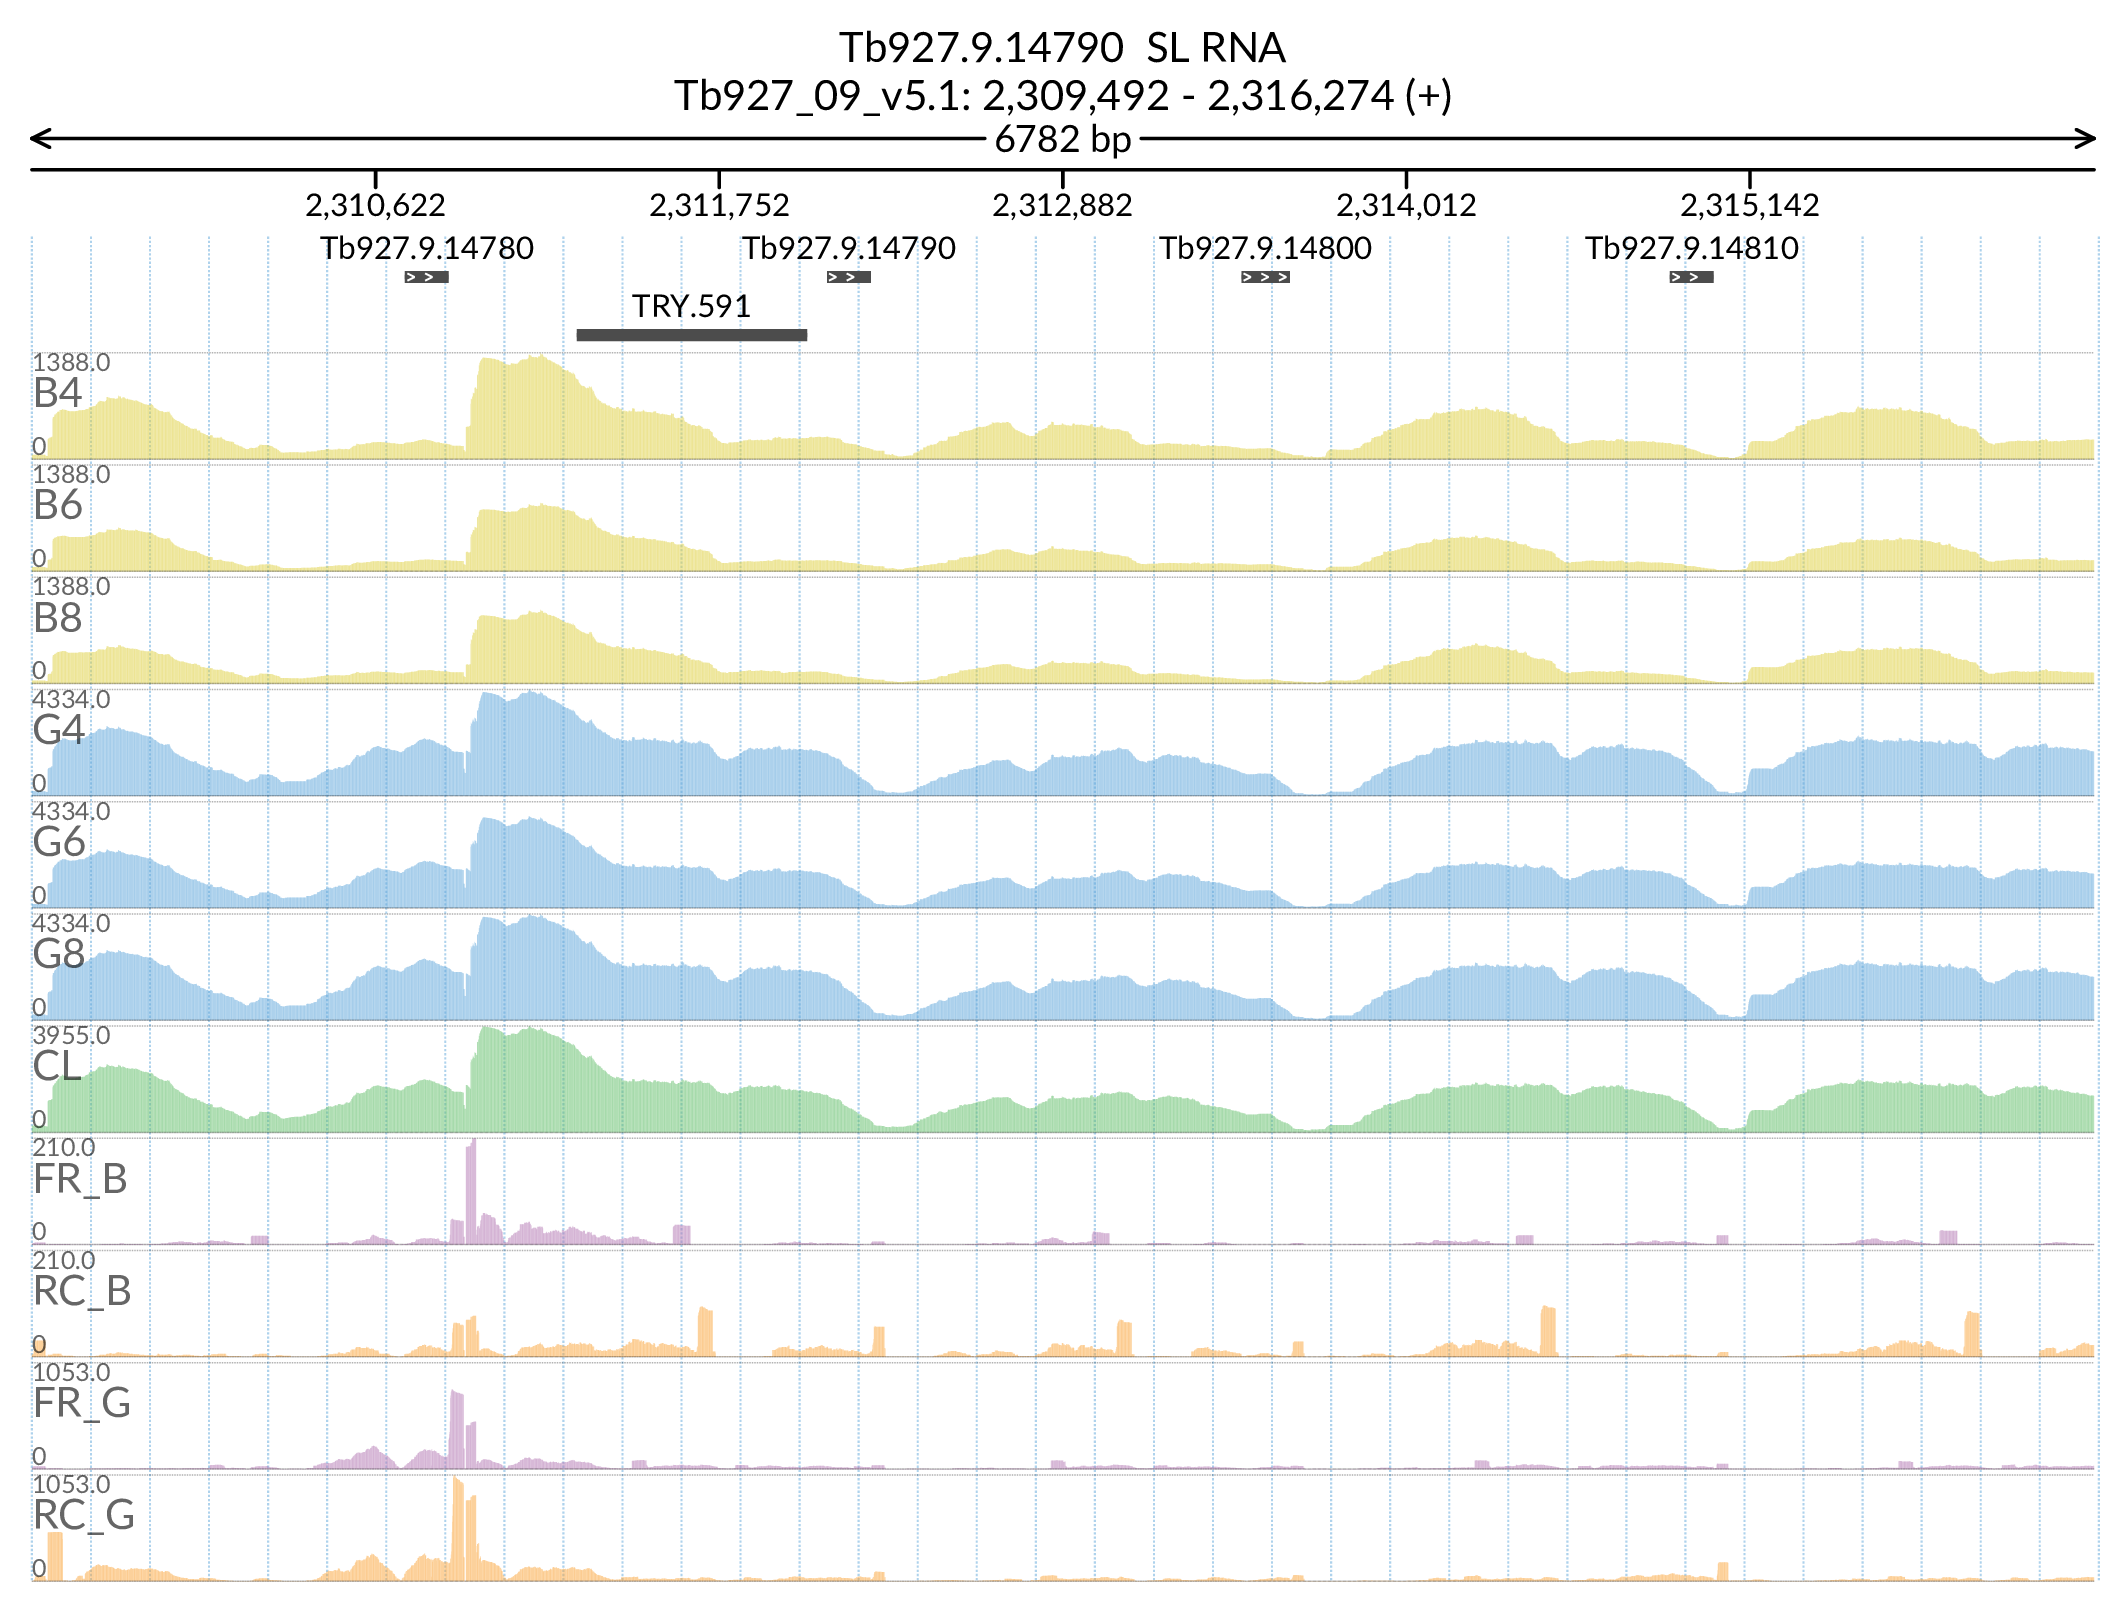 Tb927.9.14790  SL RNA
Tb927_09_v5.1: 2,309,492 - 2,316,274 (+)
6782 bp
2,310,622 2,311,752 2,312,882 2,314,012 2,315,142
Tb927.9.14780 Tb927.9.14790 Tb927.9.14800 Tb927.9.14810
TRY.591
1388.0
B4
0
1388.0
B6
0
1388.0
B8
0
4334.0
G4
0
4334.0
G6
0
4334.0
G8
0
3955.0
CL
0
210.0
FR_B
0
210.0
RC_B
0
1053.0
FR_G
0
1053.0
RC_G
0